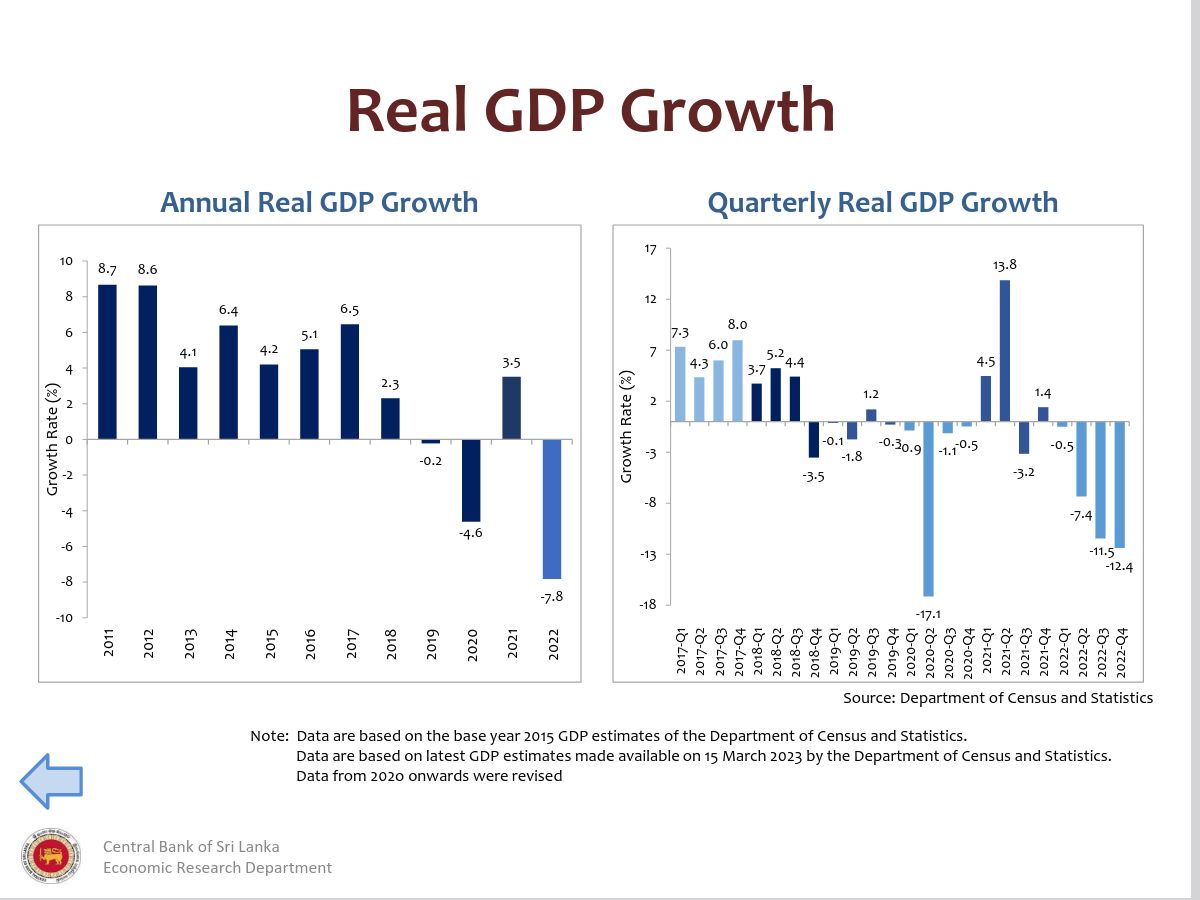 Real GDP Growth
Annual Real GDP Growth
10
8
6
4
2
0
-2
-4
-6
-8
-10
Growth Rate (%)
8.7
8.6
4.1
6.4
4.2
5.1
6.5
2.3
-0.2
-4.6
3.5
-7.8
2011
2012
2013
2014
2015
2016
2017
2018
2019
2020
2021
2022
Quarterly Real GDP Growth
17
12
7
2
-3
-8
-13
-18
Growth Rate (%)
7.3
4.3
6.0
8.0
3.7
5.2
4.4
-3.5
-0.1
-1.8
1.2
-0.3
-0.9
-17.1
-1.1
-0.5
4.5
13.8
-3.2
1.4
-0.5
-7.4
-11.5
-12.4
2017-Q1
2017-Q2
2017-Q3
2017-Q4
2018-Q1
2018-Q2
2018-Q3
2018-Q4
2019-Q1
2019-Q2
2019-Q3
2019-Q4
2020-Q1
2020-Q2
2020-Q3
2020-Q4
2021-Q1
2021-Q2
2021-Q3
2021-Q4
2022-Q1
2022-Q2
2022-Q3
2022-Q4
Source: Department of Census and Statistics
Note: Data are based on the base year 2015 GDP estimates of the Department of Census and Statistics.
Data are based on latest GDP estimates made available on 15 March 2023 by the Department of Census and Statistics.
Data from 2020 onwards were revised
Central Bank of Sri Lanka
Economic Research Department